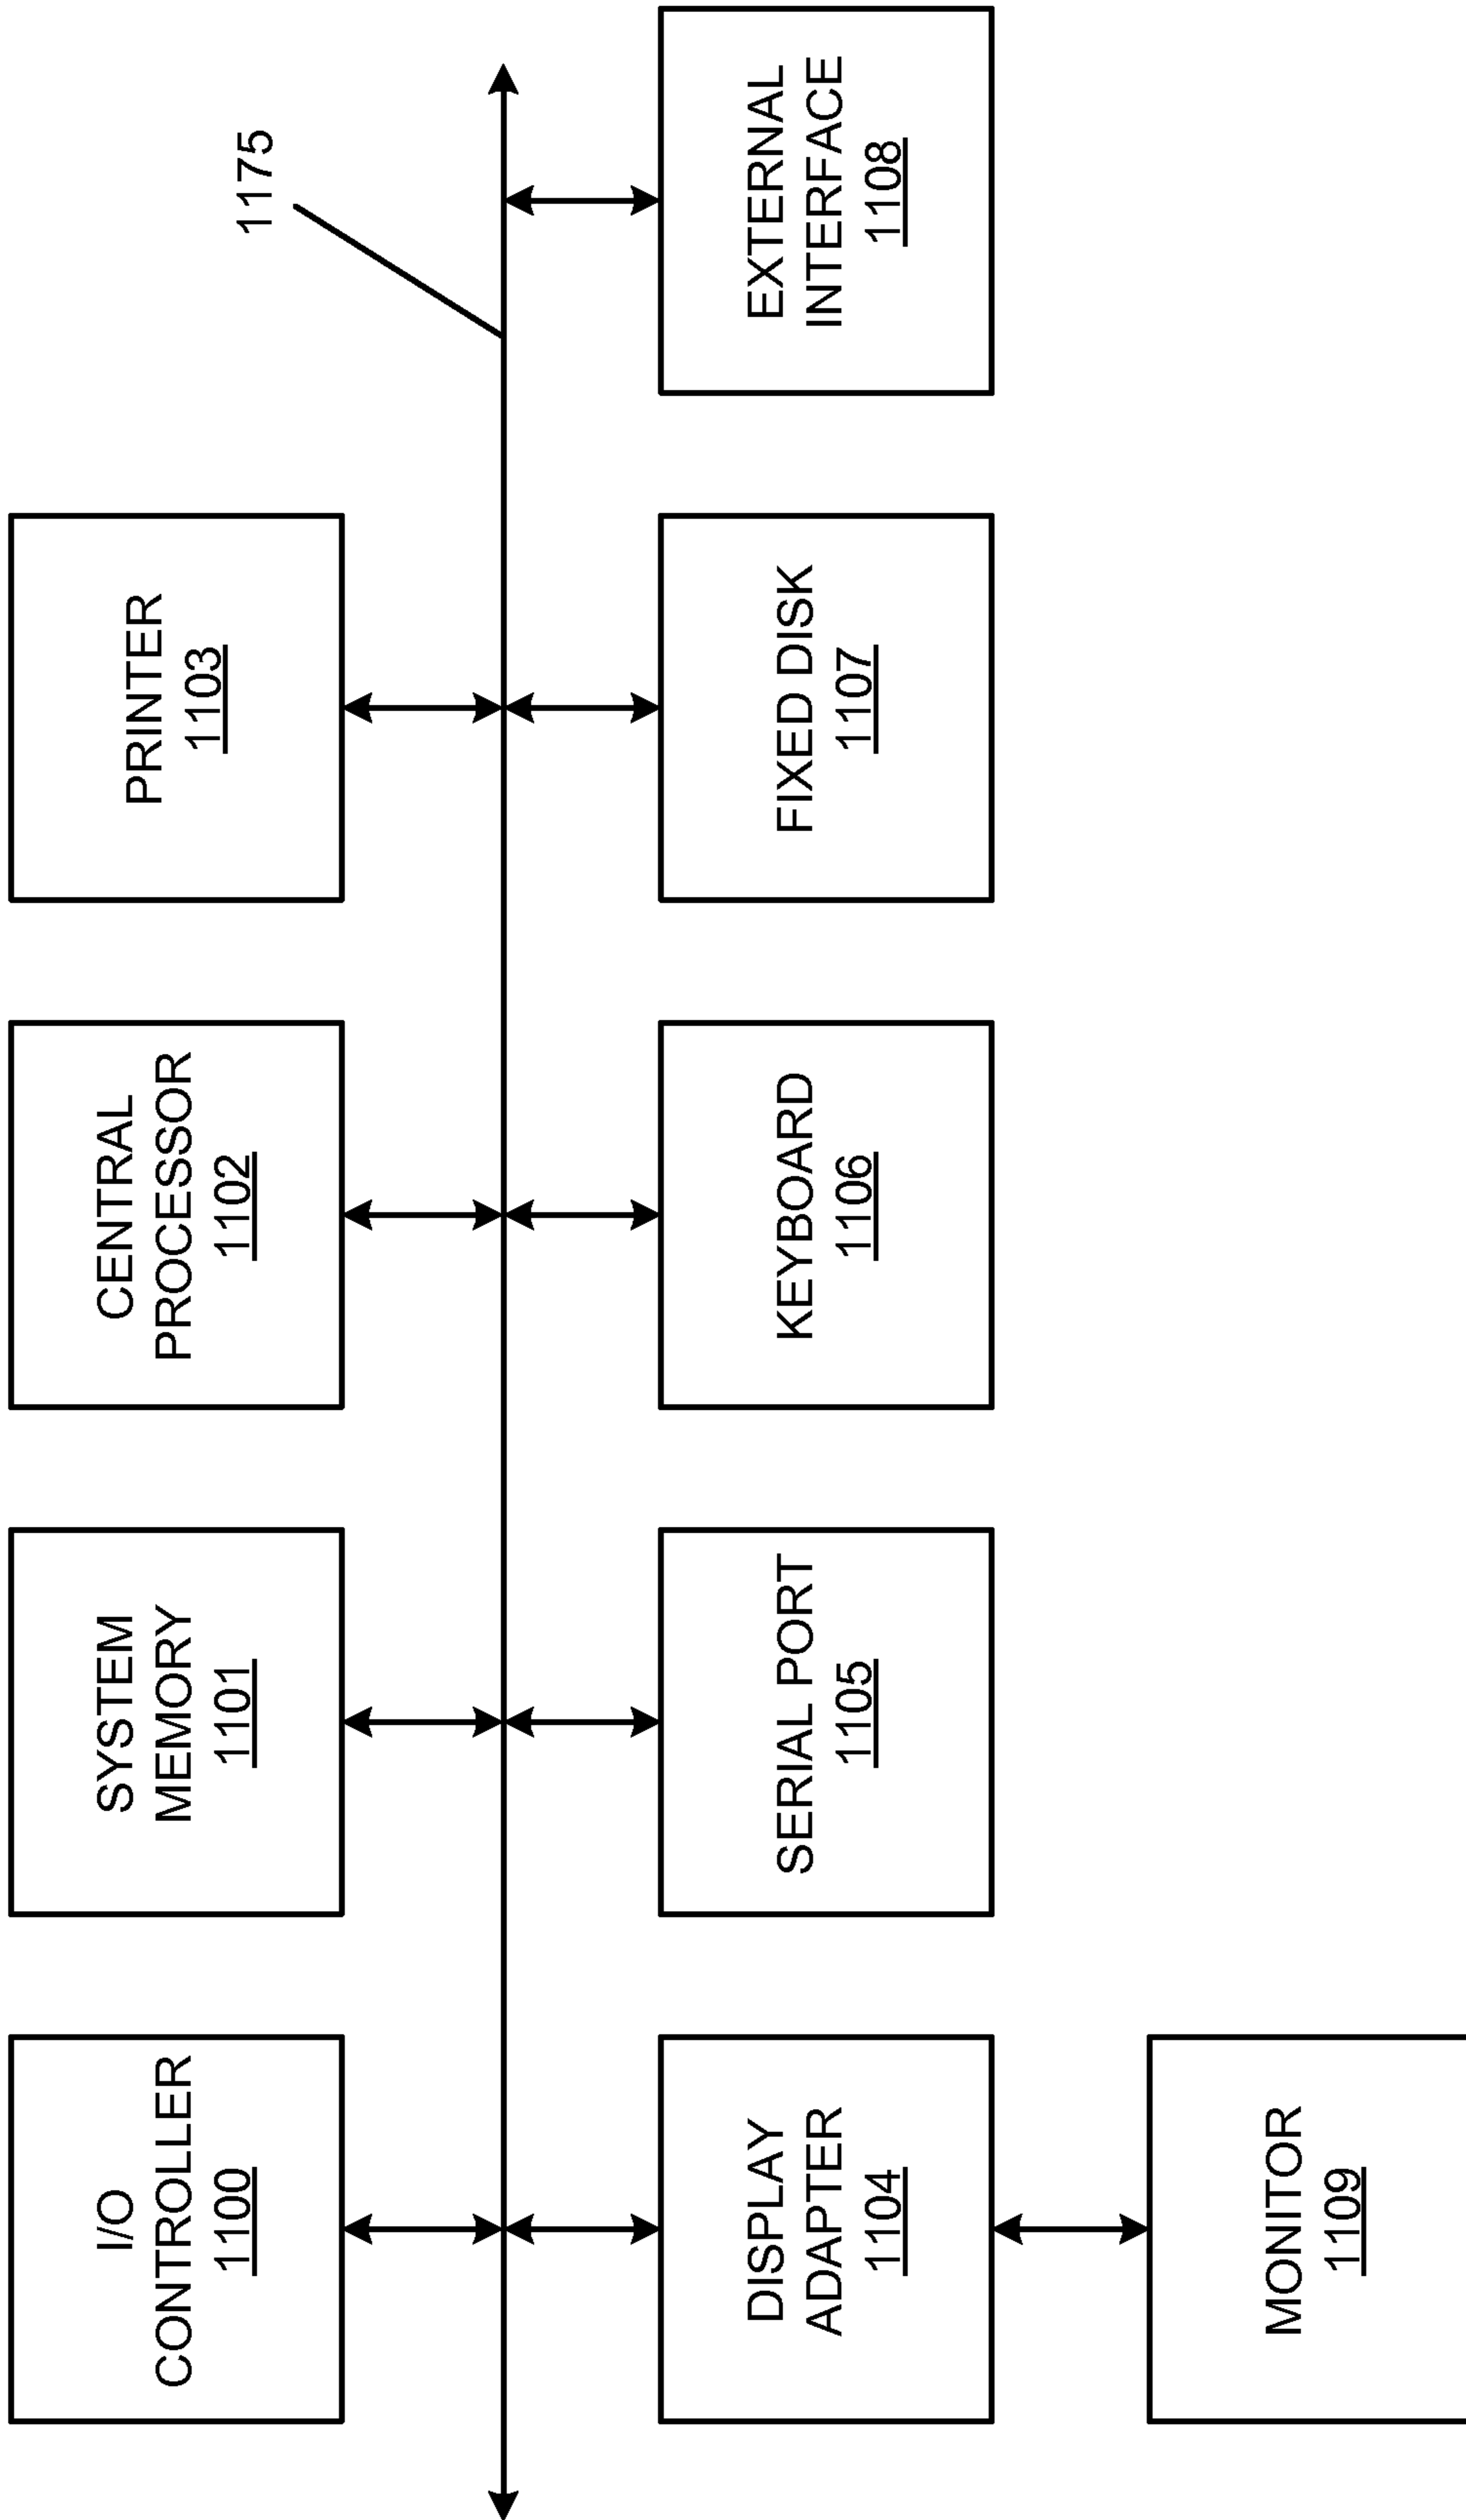 I/O
CONTROLLER
1100
SYSTEM
MEMORY
1101
CENTRAL
PROCESSOR
1102
PRINTER
1103
1175
DISPLAY
ADAPTER
1104
SERIAL PORT
1105
KEYBOARD
1106
FIXED DISK
1107
EXTERNAL
INTERFACE
1108
MONITOR
1109